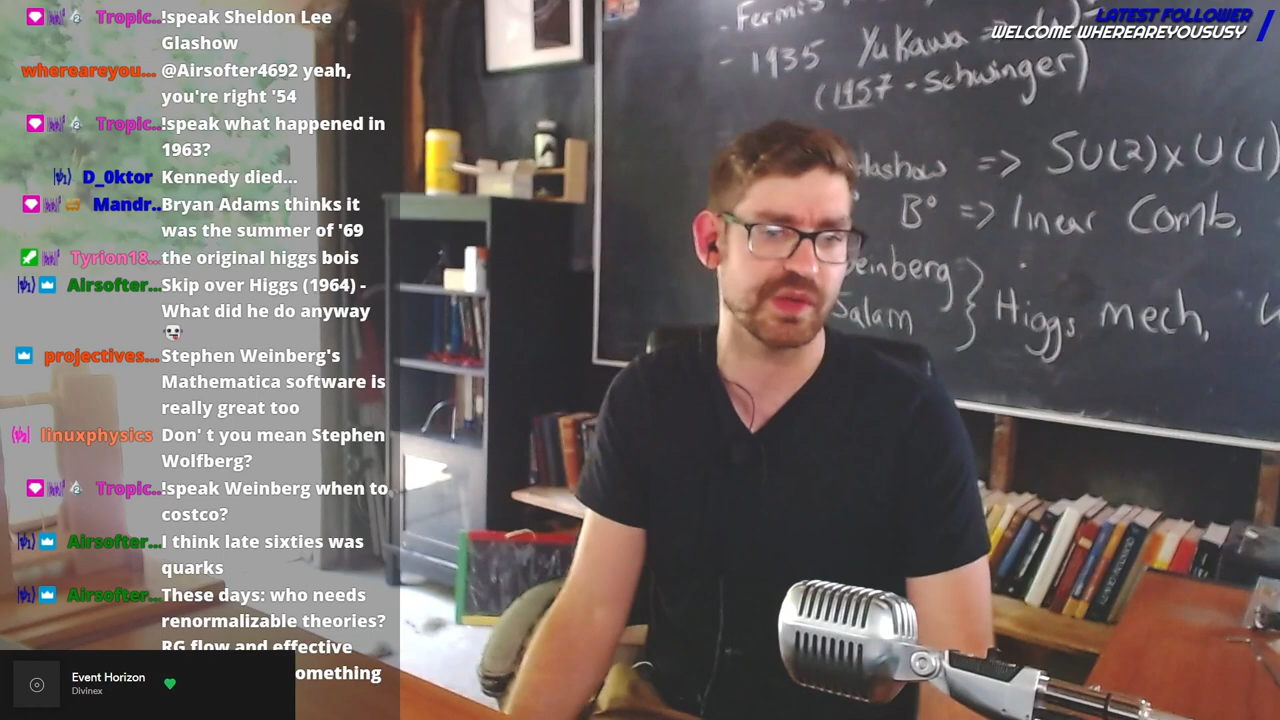 Tropic..
!speak Sheldon Lee
Glashow
whereareyou...
@Airsofter4692 yeah,
you're right '54
Tropic..
!speak what happened in
1963?
D_0ktor
Kennedy died...
Mandr..
Bryan Adams thinks it
was the summer of '69
Tyrion18...
the original higgs bois
Airsofter...
Skip over Higgs (1964) -
What did he do anyway
projectives...
Stephen Weinberg's
Mathematica software is
really great too
linuxphysics
Don' t you mean Stephen
Wolfberg?
Tropic..
!speak Weinberg when to
costco?
Airsofter...
I think late sixties was
quarks
Airsofter...
These days: who needs
renormalizable theories?
RG flow and effective
omething
Event Horizon
Divinex
LATEST FOLLOWER
WELCOME WHEREAREYOUSUSY
- Fermi's
- 1935 Yukawa =>
(1957 - Schwinger)
lashow => SU(2)xU(1)
B° => linear Comb,
einberg
Salam } Higgs mech,